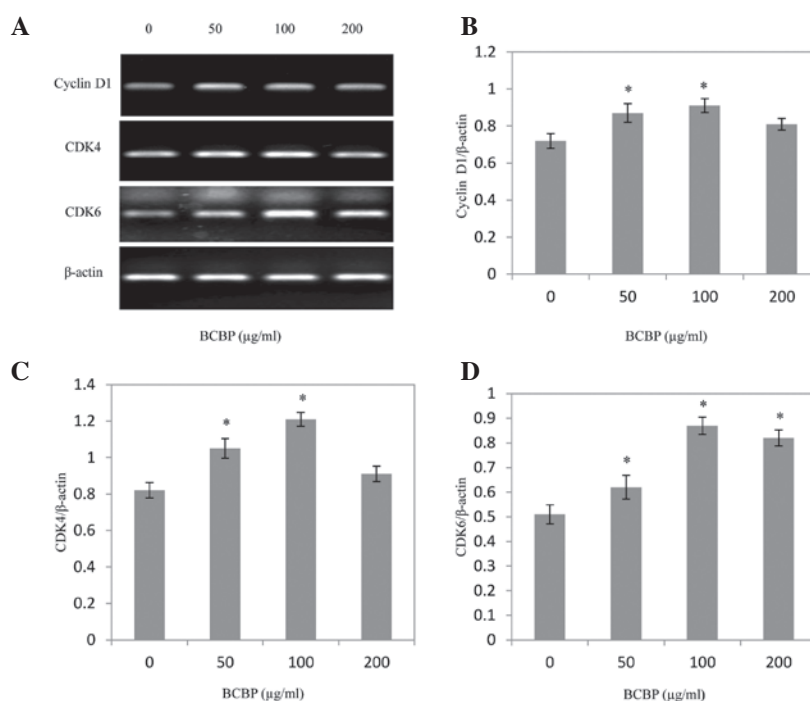 A
0 50 100 200
Cyclin D1
CDK4
CDK6
β-actin
BCBP (µg/ml)
B
Cyclin D1/β-actin
1.2
1
0.8
0.6
0.4
0.2
0
* *
0 50 100 200
BCBP (µg/ml)
C
CDK4/β-actin
1.4
1.2
1
0.8
0.6
0.4
0.2
0
* *
0 50 100 200
BCBP (µg/ml)
D
CDK6/β-actin
1
0.9
0.8
0.7
0.6
0.5
0.4
0.3
0.2
0.1
0
* * *
0 50 100 200
BCBP (µg/ml)